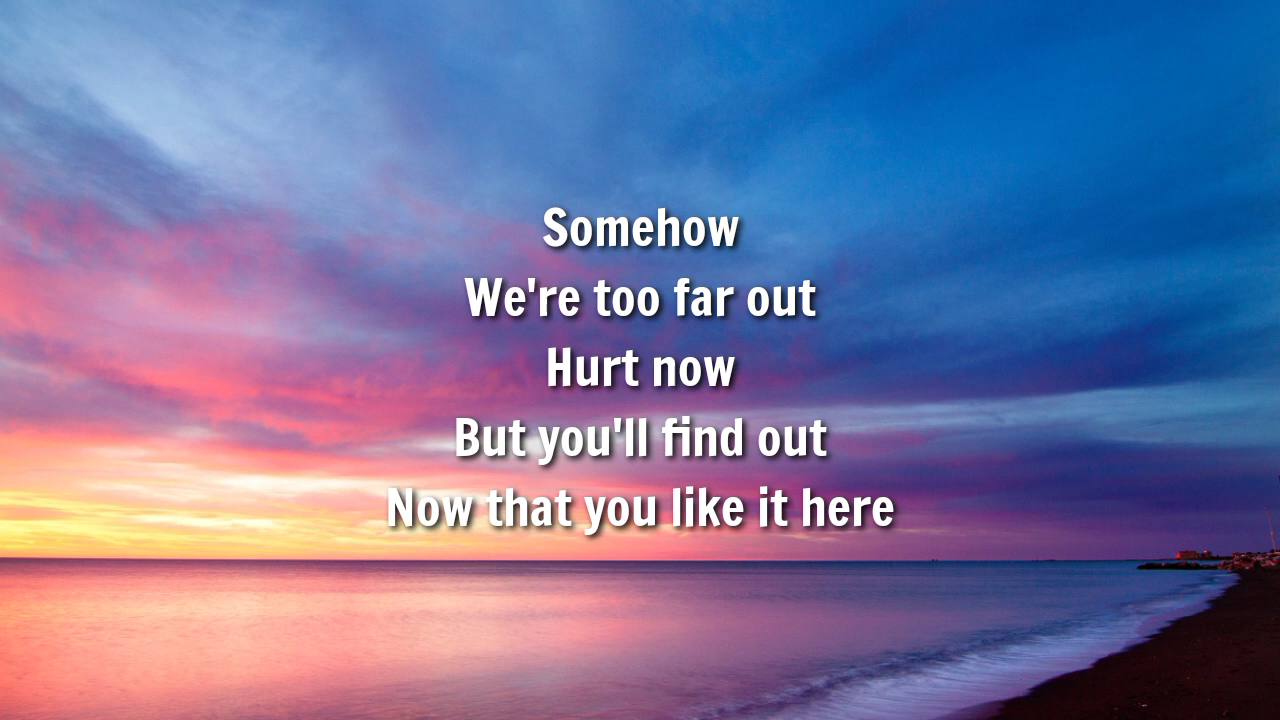 Somehow
We're too far out
Hurt now
But you'll find out
Now that you like it here